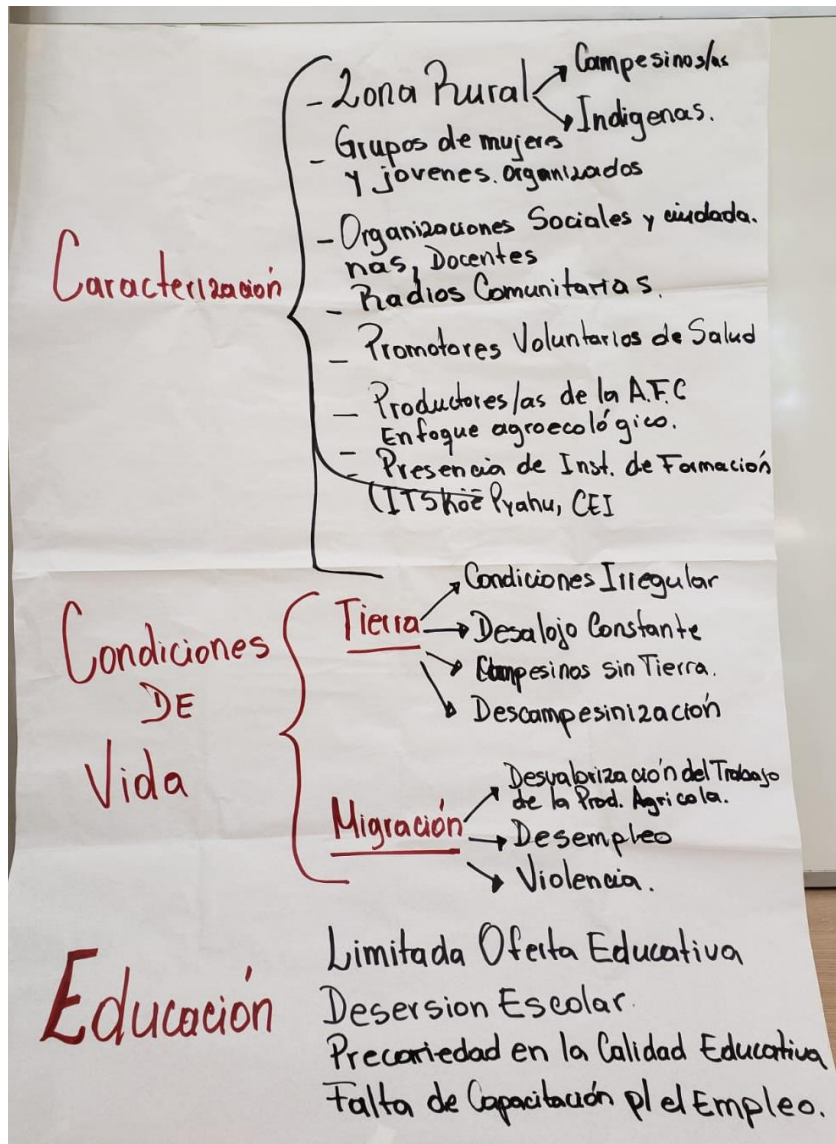 Caracterización
- Zona Rural
Campesinos/as
Indigenas.
- Grupos de mujeres
y jovenes. organizados
- Organizaciones Sociales y ciudada.
nas, Docentes
- Radios Comunitarias.
- Promotores Voluntarios de Salud
- Productores/as de la A.F.C
- Enfoque agroecológico.
- Presencia de Inst. de Formación
(ITS Köe Pyahu, CEI
Condiciones
DE
Vida
Tierra
Condiciones Irregular
Desalojo Constante
Campesinos sin Tierra.
Descampesinización
Migración
Desvalorización del Trabajo
de la Prod. Agricola.
Desempleo
Violencia.
Educación
Limitada Oferta Educativa
Desersion Escolar.
Precariedad en la Calidad Educativa
Falta de Capacitación p/ el Empleo.